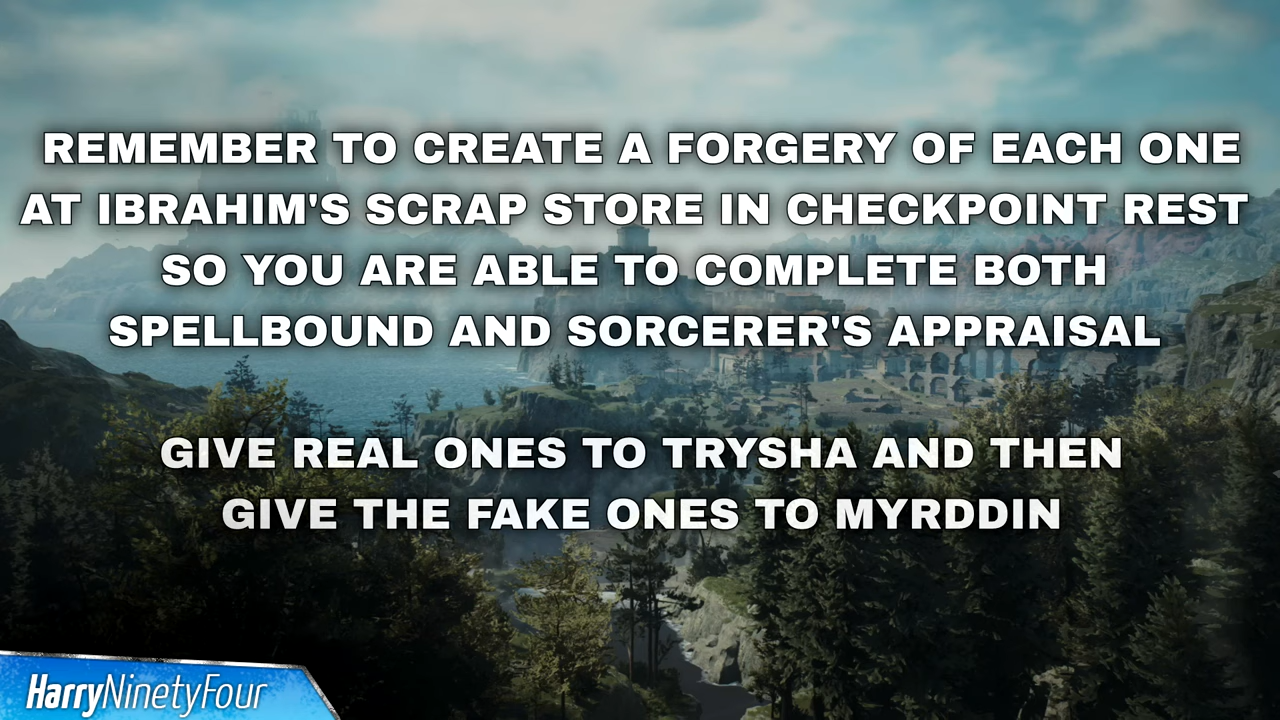 REMEMBER TO CREATE A FORGERY OF EACH ONE
AT IBRAHIM'S SCRAP STORE IN CHECKPOINT REST
SO YOU ARE ABLE TO COMPLETE BOTH
SPELLBOUND AND SORCERER'S APPRAISAL
GIVE REAL ONES TO TRYSHA AND THEN
GIVE THE FAKE ONES TO MYRDDIN
HarryNinetyFour